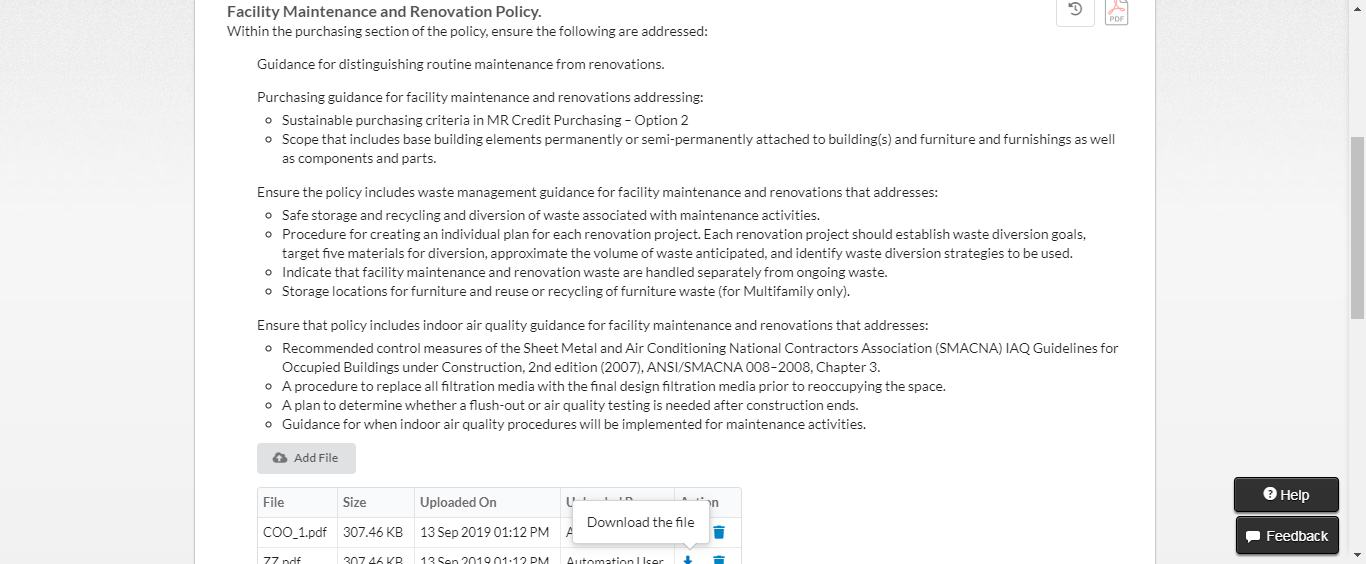 Facility Maintenance and Renovation Policy.
PDF
Within the purchasing section of the policy, ensure the following are addressed:
Guidance for distinguishing routine maintenance from renovations.
Purchasing guidance for facility maintenance and renovations addressing:
Sustainable purchasing criteria in MR Credit Purchasing – Option 2
Scope that includes base building elements permanently or semi-permanently attached to building(s) and furniture and furnishings as well
as components and parts.
Ensure the policy includes waste management guidance for facility maintenance and renovations that addresses:
Safe storage and recycling and diversion of waste associated with maintenance activities.
Procedure for creating an individual plan for each renovation project. Each renovation project should establish waste diversion goals,
target five materials for diversion, approximate the volume of waste anticipated, and identify waste diversion strategies to be used.
Indicate that facility maintenance and renovation waste are handled separately from ongoing waste.
Storage locations for furniture and reuse or recycling of furniture waste (for Multifamily only).
Ensure that policy includes indoor air quality guidance for facility maintenance and renovations that addresses:
Recommended control measures of the Sheet Metal and Air Conditioning National Contractors Association (SMACNA) IAQ Guidelines for
Occupied Buildings under Construction, 2nd edition (2007), ANSI/SMACNA 008–2008, Chapter 3.
A procedure to replace all filtration media with the final design filtration media prior to reoccupying the space.
A plan to determine whether a flush-out or air quality testing is needed after construction ends.
Guidance for when indoor air quality procedures will be implemented for maintenance activities.
Add File
File Size Uploaded On
Download the file
COO_1.pdf 307.46 KB 13 Sep 2019 01:12 PM
ZZ.pdf 307.46 KB 13 Sep 2019 01:12 PM Automation User
Help
Feedback